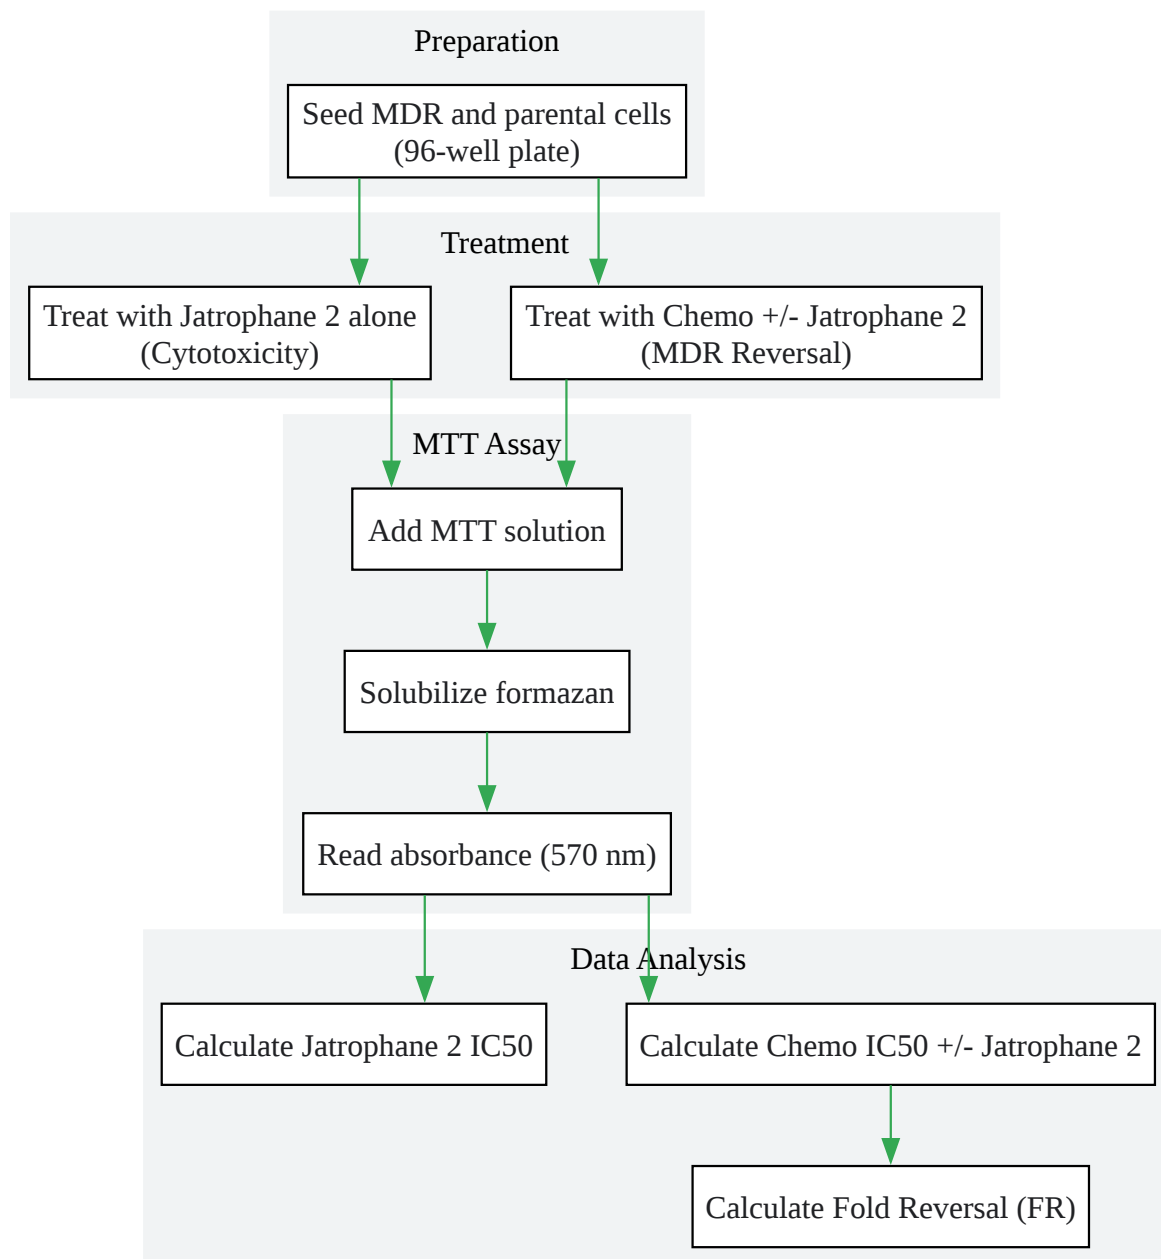 Preparation
Seed MDR and parental cells
(96-well plate)
Treatment
Treat with Jatrophane 2 alone
(Cytotoxicity)
Treat with Chemo +/- Jatrophane 2
(MDR Reversal)
MTT Assay
Add MTT solution
Solubilize formazan
Read absorbance (570 nm)
Data Analysis
Calculate Jatrophane 2 IC50
Calculate Chemo IC50 +/- Jatrophane 2
Calculate Fold Reversal (FR)